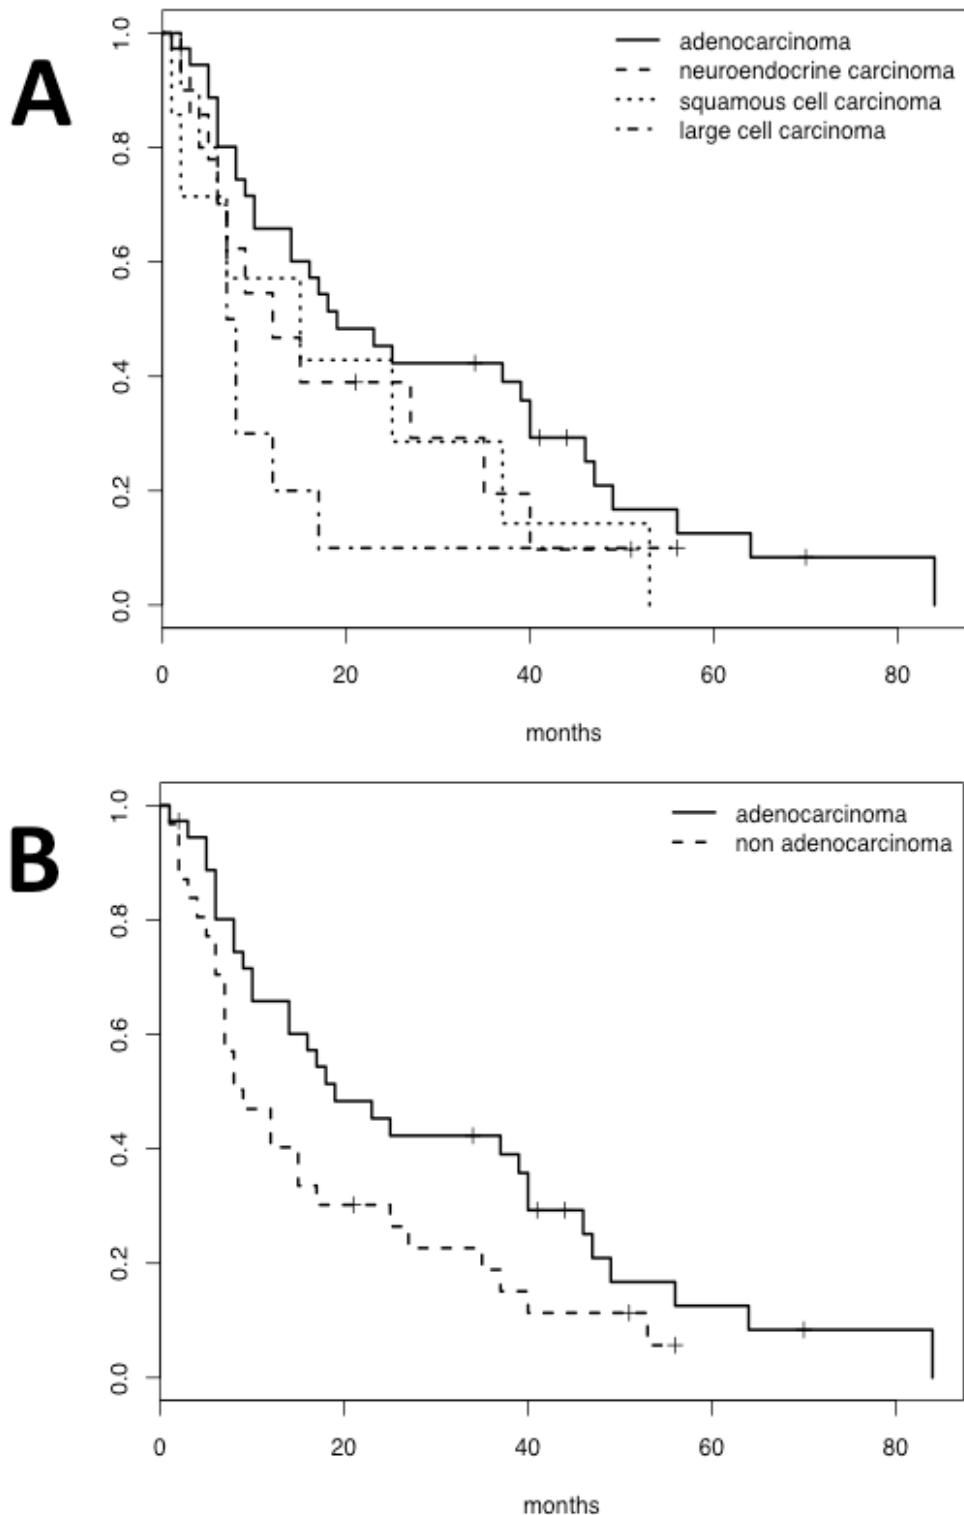 A
adenocarcinoma
neuroendocrine carcinoma
squamous cell carcinoma
large cell carcinoma
1.0
0.8
0.6
0.4
0.2
0.0
0 20 40 60 80
months
B
adenocarcinoma
non adenocarcinoma
1.0
0.8
0.6
0.4
0.2
0.0
0 20 40 60 80
months